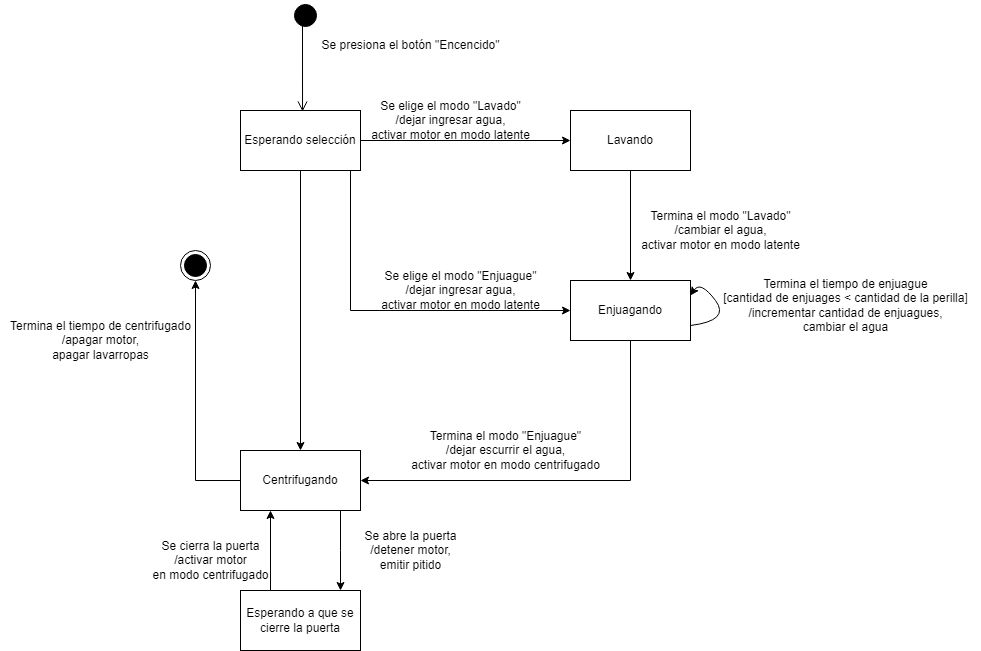 Se presiona el botón "Encencido"
Esperando selección
Se elige el modo "Lavado"
/dejar ingresar agua,
activar motor en modo latente
Lavando
Termina el modo "Lavado"
/cambiar el agua,
activar motor en modo latente
Se elige el modo "Enjuague"
/dejar ingresar agua,
activar motor en modo latente
Enjuagando
Termina el tiempo de enjuague
[cantidad de enjuages < cantidad de la perilla]
/incrementar cantidad de enjuagues,
cambiar el agua
Termina el tiempo de centrifugado
/apagar motor,
apagar lavarropas
Termina el modo "Enjuague"
/dejar escurrir el agua,
activar motor en modo centrifugado
Centrifugando
Se cierra la puerta
/activar motor
en modo centrifugado
Se abre la puerta
/detener motor,
emitir pitido
Esperando a que se
cierre la puerta